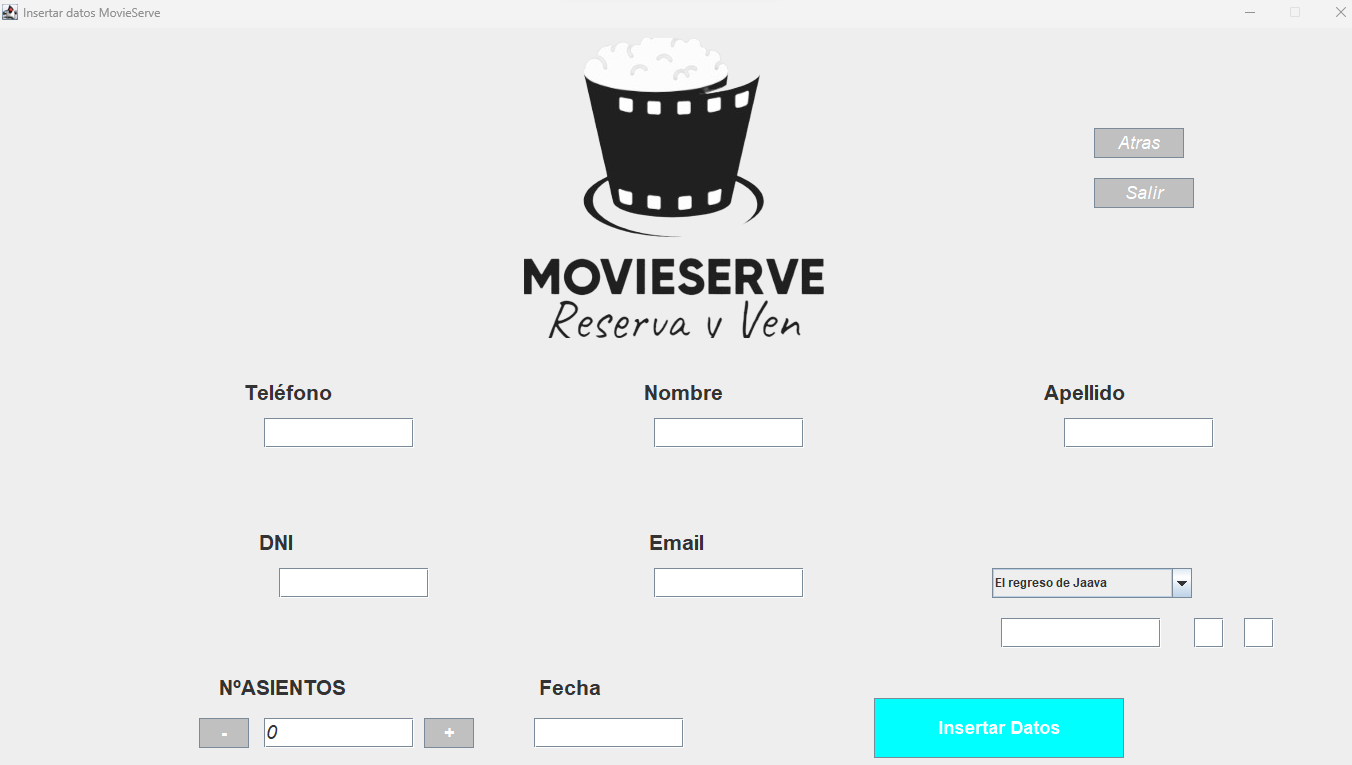 Insertar datos MovieServe
Atras
Salir
MOVIESERVE
Reserva y Ven
Teléfono
Nombre
Apellido
DNI
Email
El regreso de Jaava
NºASIENTOS
Fecha
-
0
+
Insertar Datos